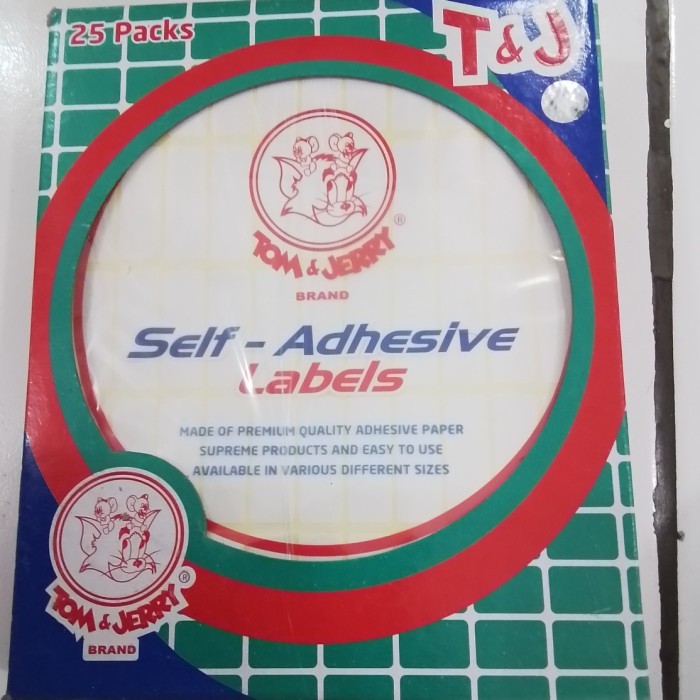 25 Packs
T & J
TOM & JERRY ®
BRAND
Self - Adhesive
Labels
MADE OF PREMIUM QUALITY ADHESIVE PAPER
SUPREME PRODUCTS AND EASY TO USE
AVAILABLE IN VARIOUS DIFFERENT SIZES
TOM & JERRY ®
BRAND